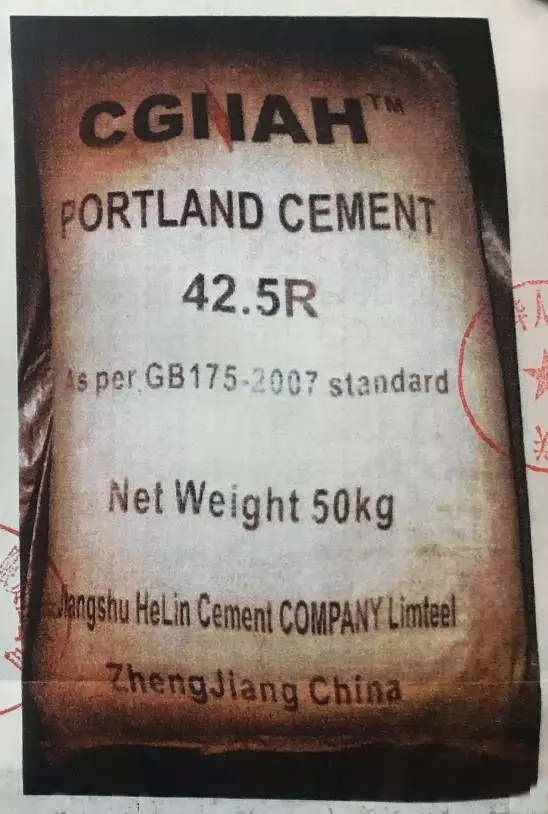 CGNAH™
PORTLAND CEMENT
42.5R
As per GB175-2007 standard
Net Weight 50kg
Jiangshu HeLin Cement COMPANY Limteel
ZhengJiang China